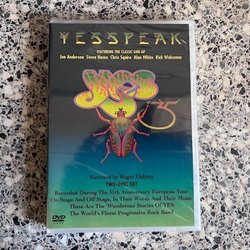 YESSPEAK
FEATURING THE CLASSIC LINE-UP
Jon Anderson Steve Howe Chris Squire Alan White Rick Wakeman
YES
35
Narrated by Roger Daltrey
TWO-DISC SET
Recorded During The 35th Anniversary European Tour
On Stage And Off Stage, In Their Words And Their Music
These Are The 'Wonderous Stories' Of YES
The World's Finest Progressive Rock Band!
DVD